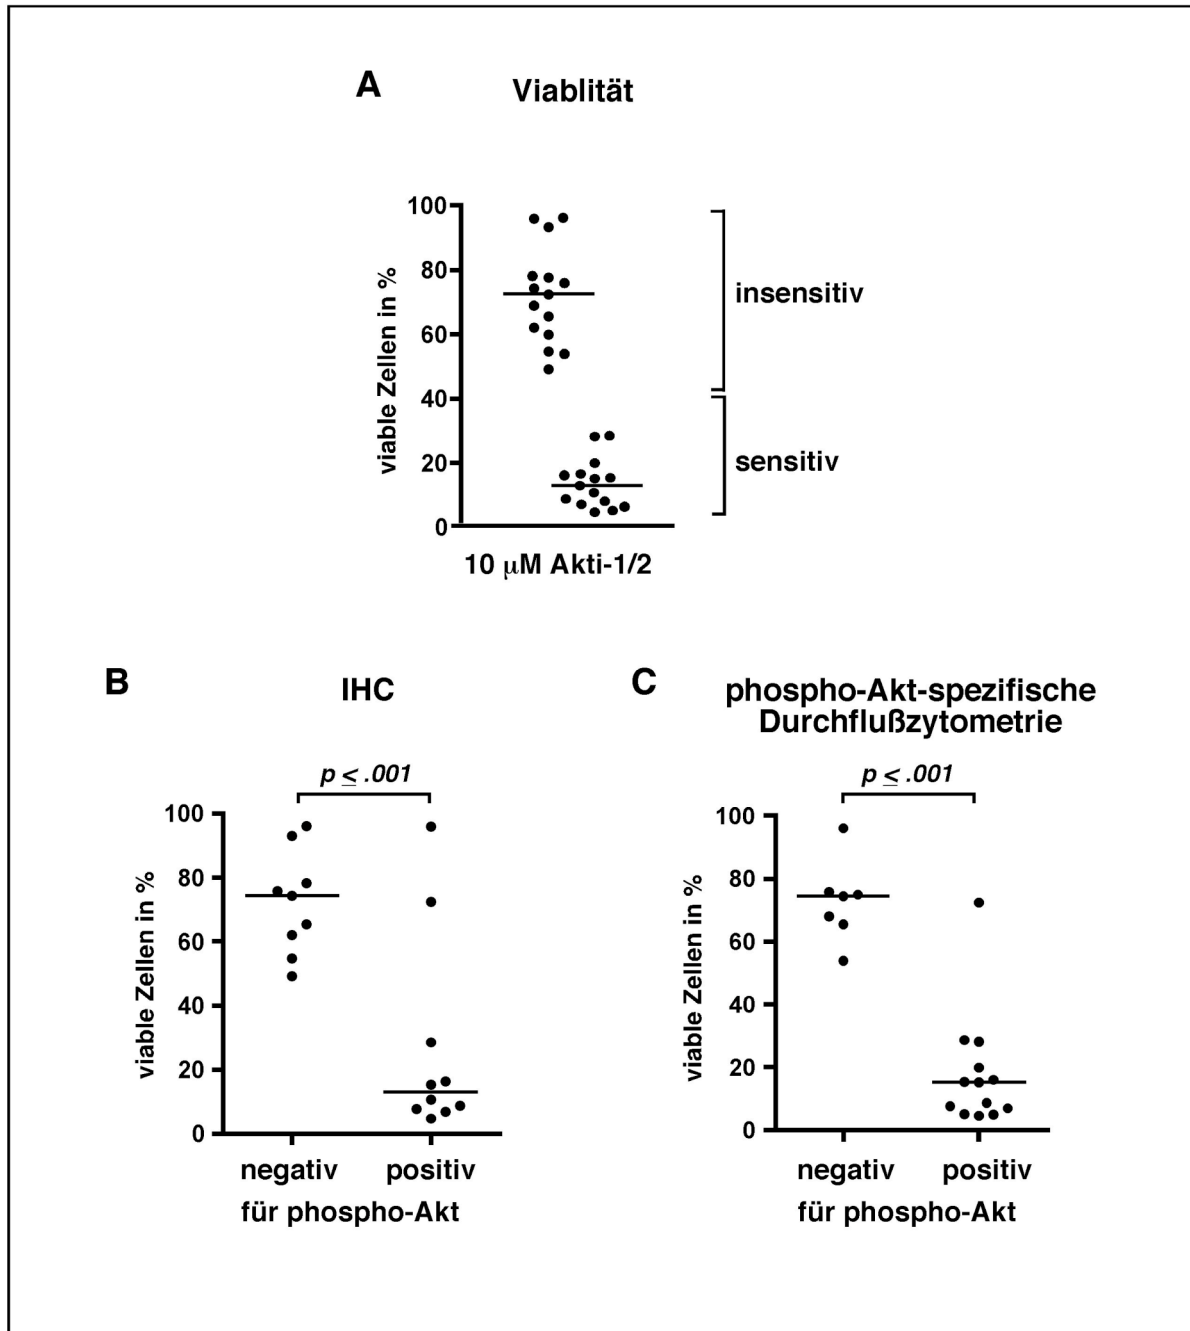 A
Viablität
100
80
60
40
20
0
viable Zellen in %
insensitiv
sensitiv
10 µM Akti-1/2
B
IHC
p ≤ .001
100
80
60
40
20
0
viable Zellen in %
negativ positiv
für phospho-Akt
C
phospho-Akt-spezifische
Durchflußzytometrie
p ≤ .001
100
80
60
40
20
0
viable Zellen in %
negativ positiv
für phospho-Akt